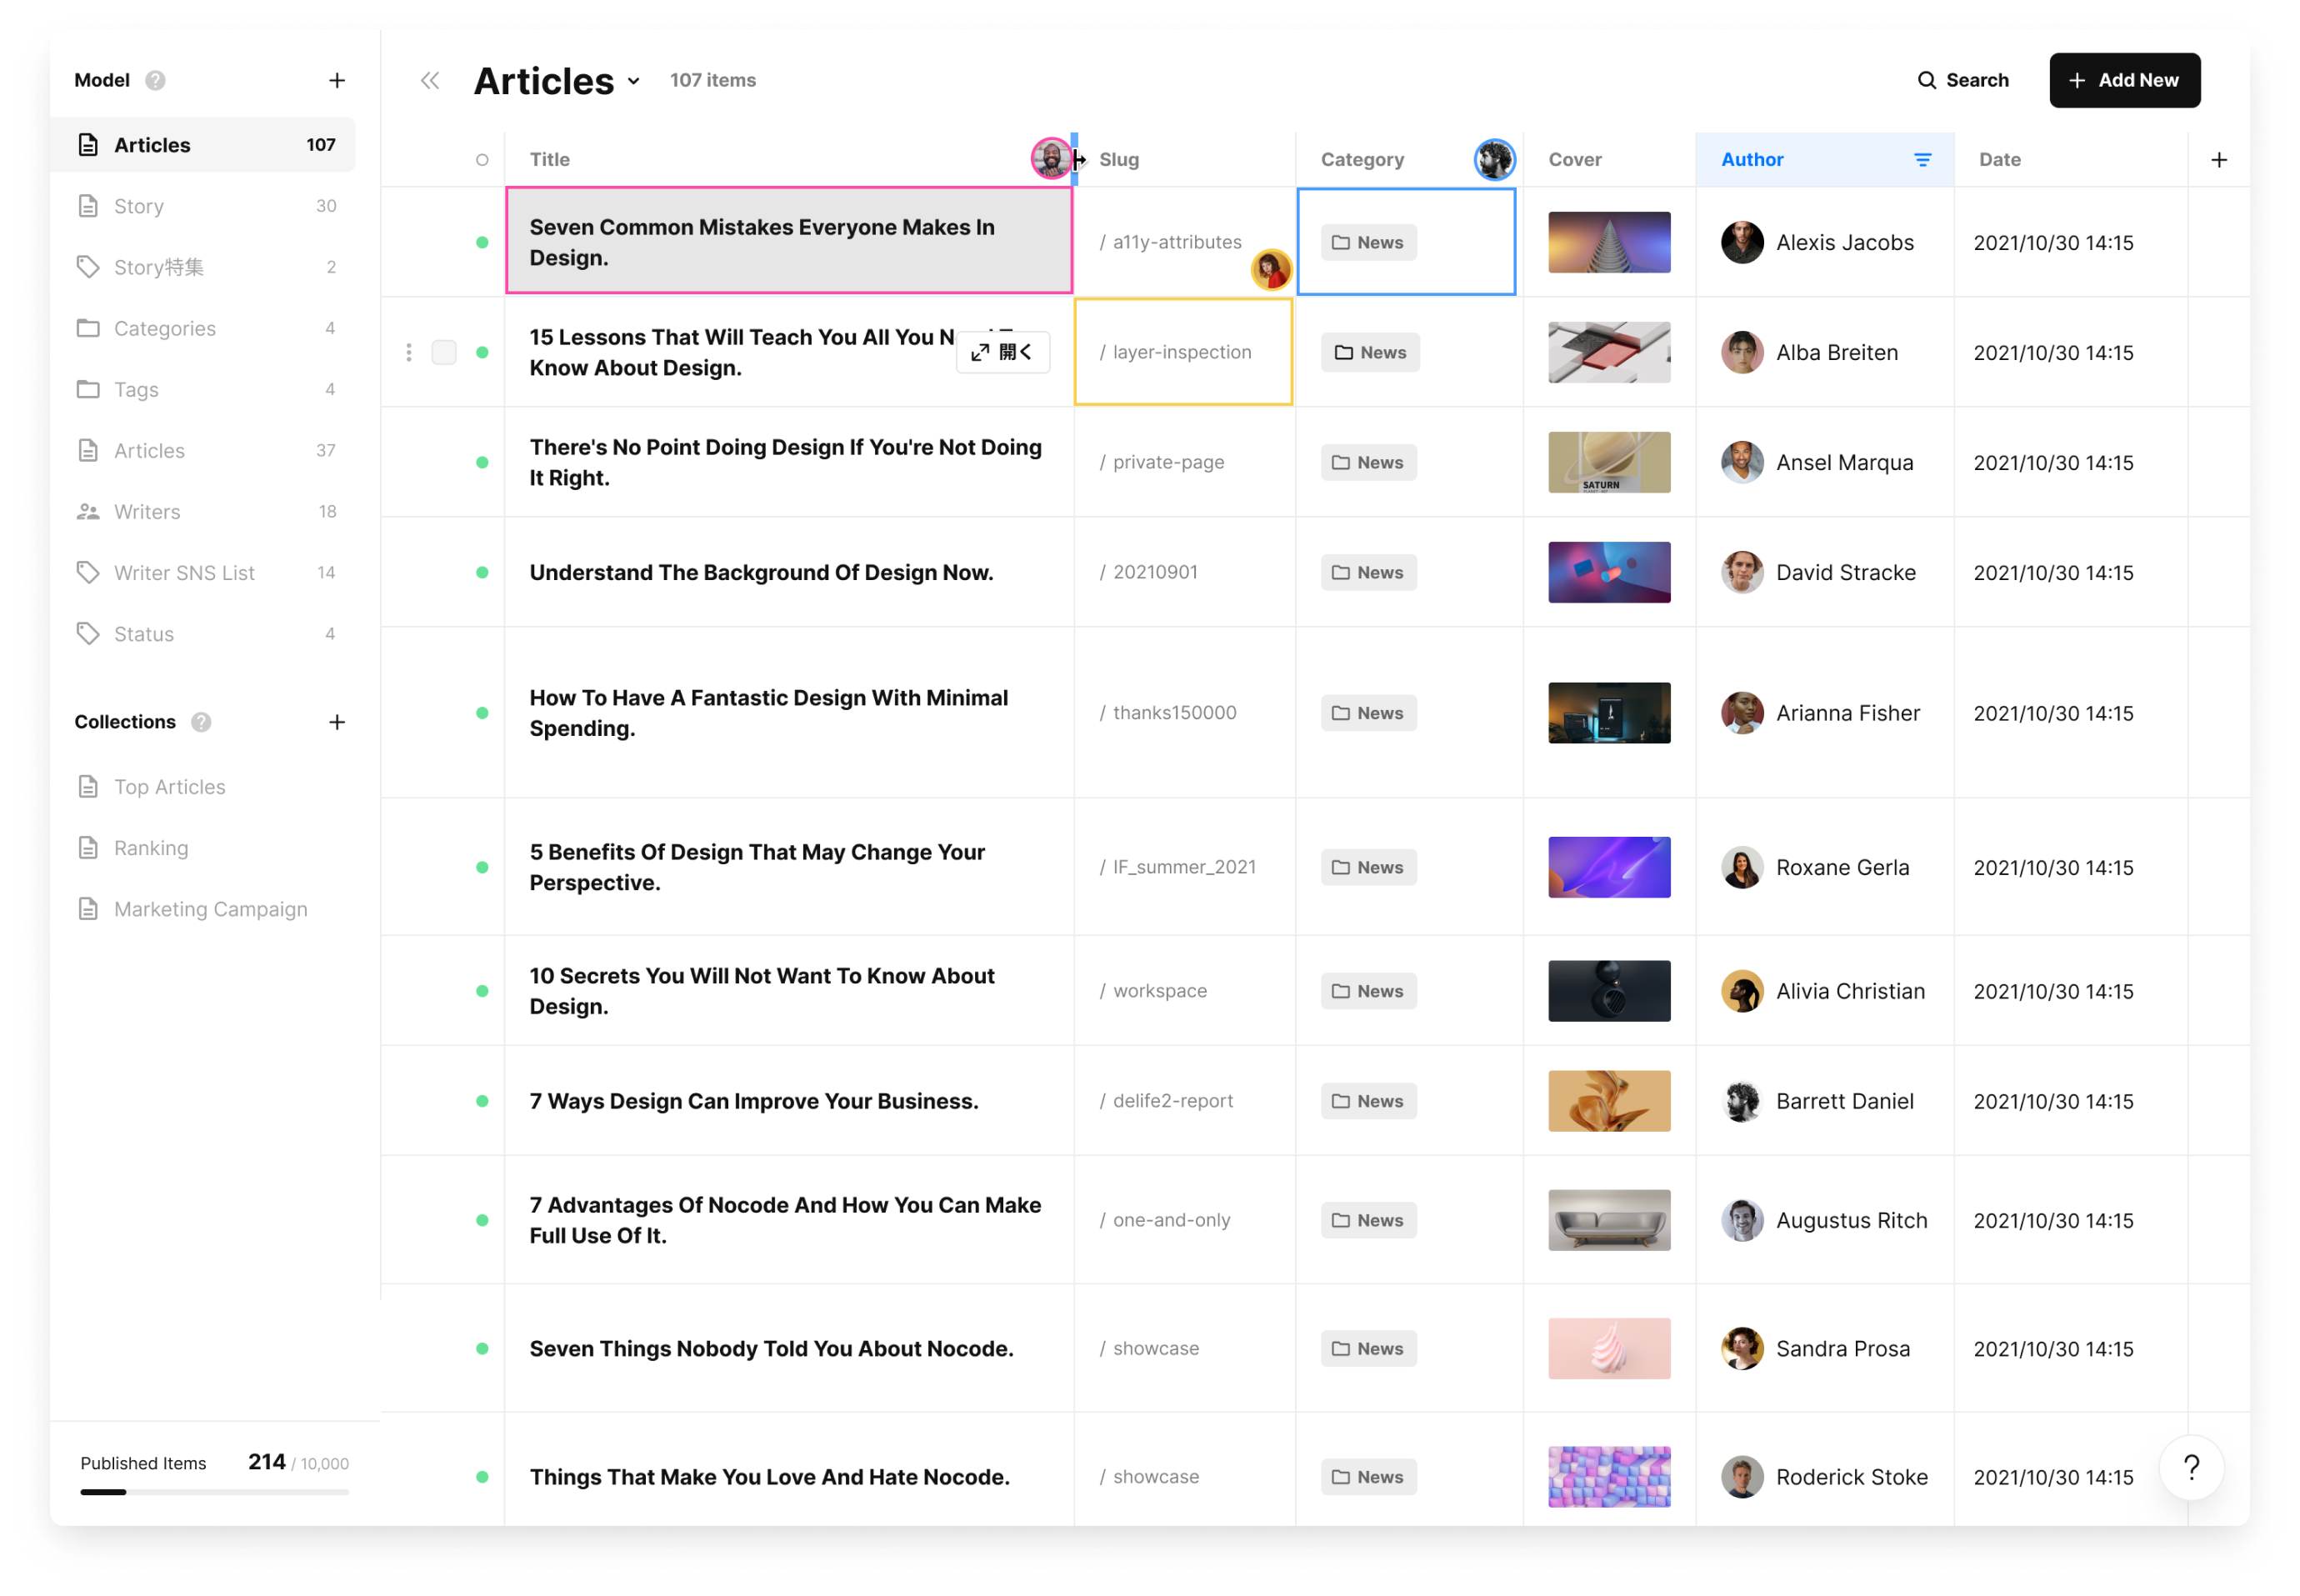 Model
Articles 107
Story 30
Story特集 2
Categories 4
Tags 4
Articles 37
Writers 18
Writer SNS List 14
Status 4
Collections
Top Articles
Ranking
Marketing Campaign
Published Items 214 / 10,000
Articles 107 items
Search
Add New
Title Slug Category Cover Author Date
Seven Common Mistakes Everyone Makes In
Design.
/ a11y-attributes News Alexis Jacobs 2021/10/30 14:15
15 Lessons That Will Teach You All You
Know About Design.
開く
/ layer-inspection News Alba Breiten 2021/10/30 14:15
There's No Point Doing Design If You're Not Doing
It Right.
/ private-page News SATURN Ansel Marqua 2021/10/30 14:15
Understand The Background Of Design Now.
/ 20210901 News David Stracke 2021/10/30 14:15
How To Have A Fantastic Design With Minimal
Spending.
/ thanks150000 News Arianna Fisher 2021/10/30 14:15
5 Benefits Of Design That May Change Your
Perspective.
/ IF_summer_2021 News Roxane Gerla 2021/10/30 14:15
10 Secrets You Will Not Want To Know About
Design.
/ workspace News Alivia Christian 2021/10/30 14:15
7 Ways Design Can Improve Your Business.
/ delife2-report News Barrett Daniel 2021/10/30 14:15
7 Advantages Of Nocode And How You Can Make
Full Use Of It.
/ one-and-only News Augustus Ritch 2021/10/30 14:15
Seven Things Nobody Told You About Nocode.
/ showcase News Sandra Prosa 2021/10/30 14:15
Things That Make You Love And Hate Nocode.
/ showcase News Roderick Stoke 2021/10/30 14:15
?